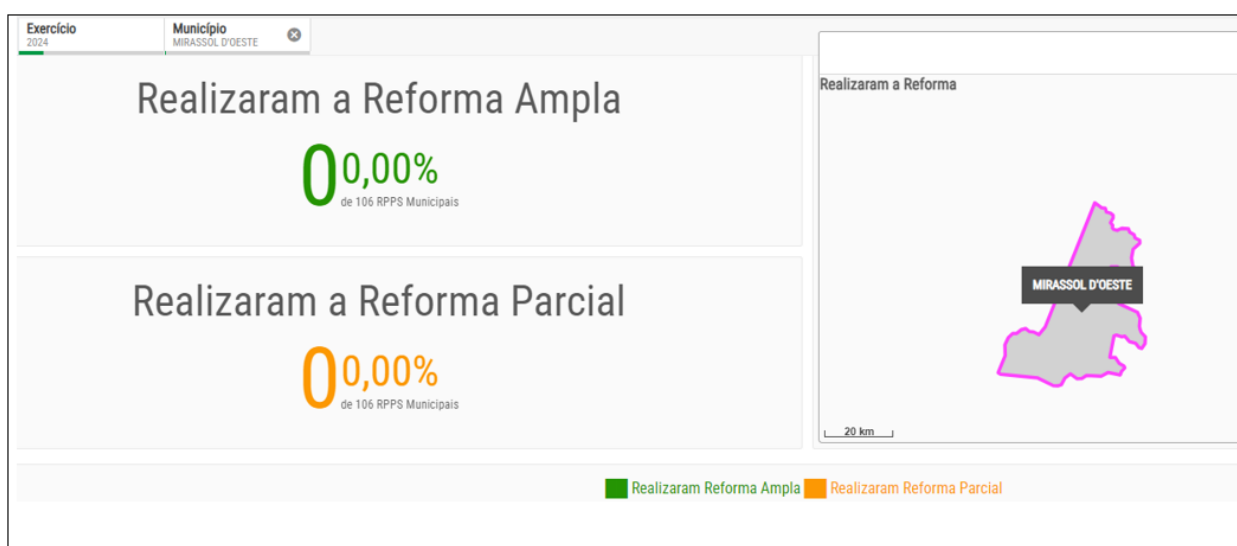 Exercício
2024
Município
MIRASSOL D'OESTE
Realizaram a Reforma Ampla
0 0,00%
de 106 RPPS Municipais
Realizaram a Reforma Parcial
0 0,00%
de 106 RPPS Municipais
Realizaram a Reforma
MIRASSOL D'OESTE
20 km
Realizaram Reforma Ampla
Realizaram Reforma Parcial